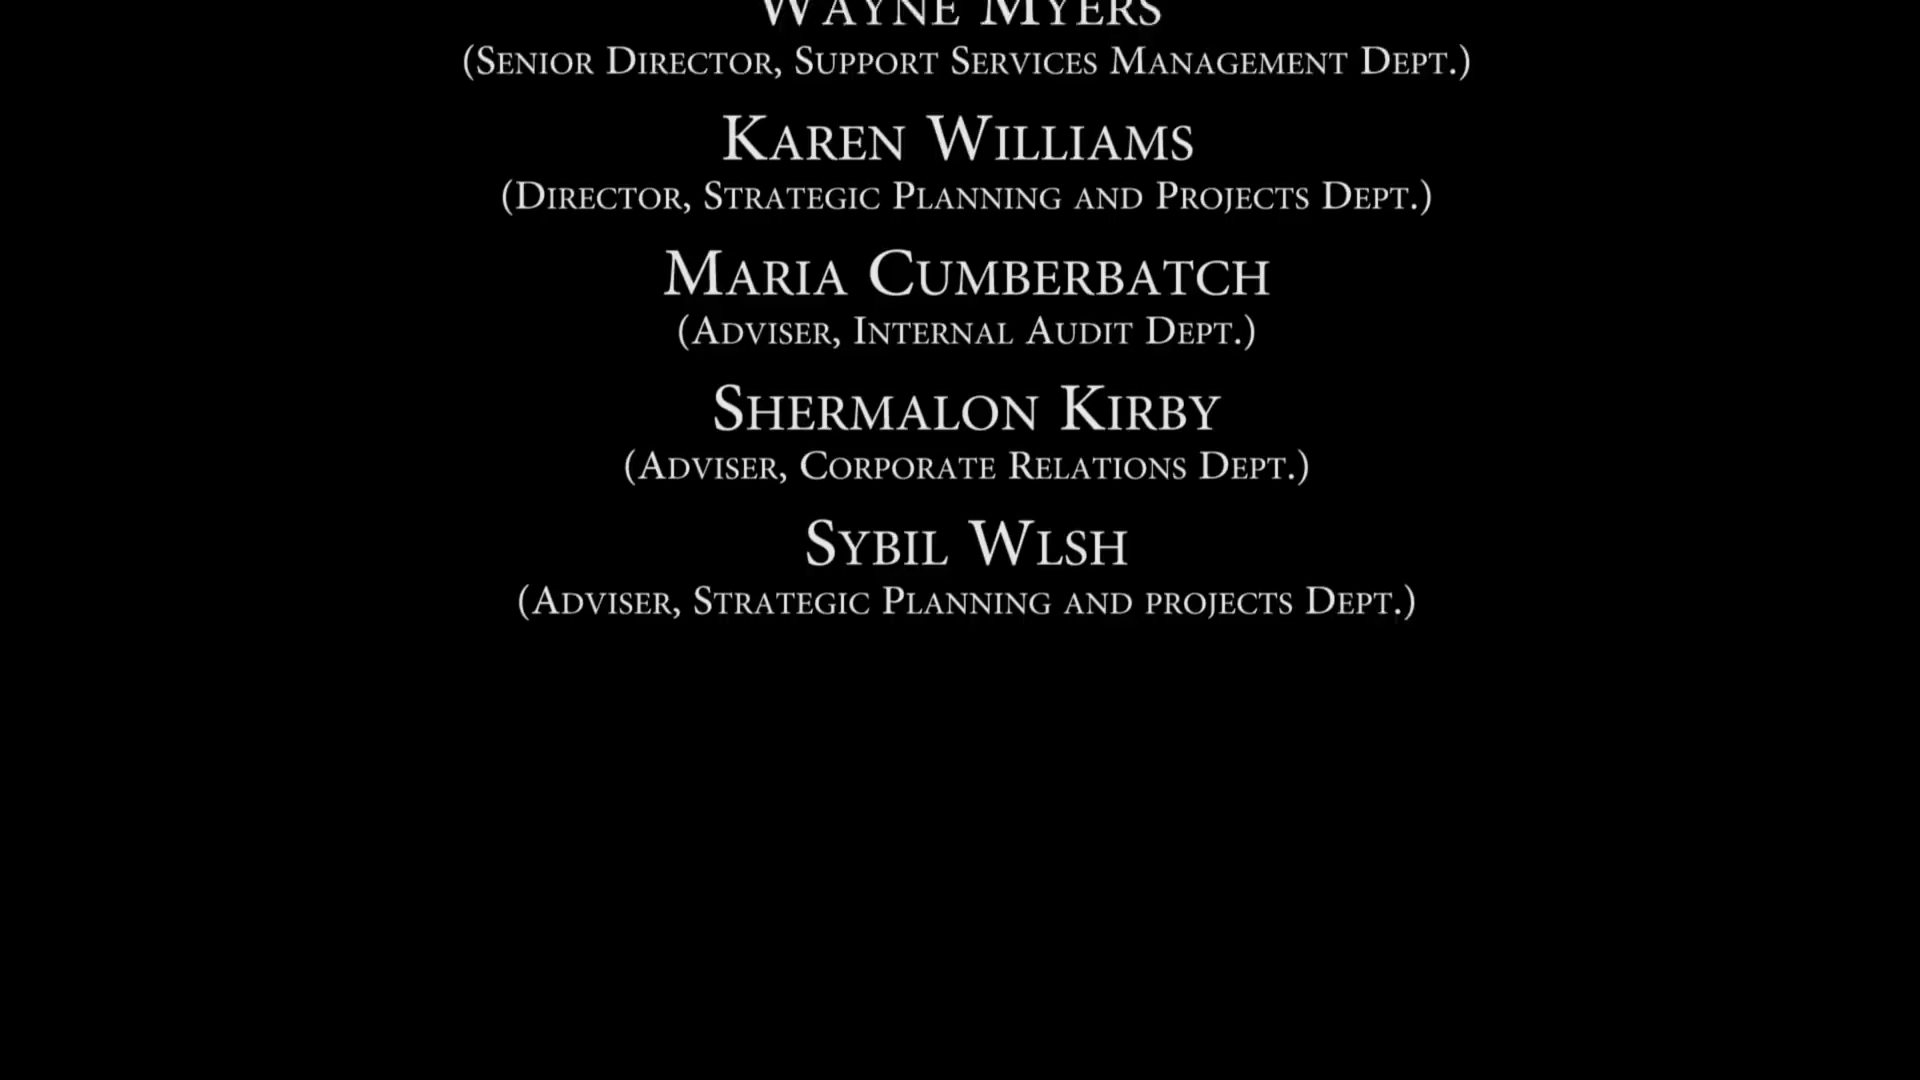 Wayne Myers
(Senior Director, Support Services Management Dept.)
Karen Williams
(Director, Strategic Planning and Projects Dept.)
Maria Cumberbatch
(Adviser, Internal Audit Dept.)
Shermalon Kirby
(Adviser, Corporate Relations Dept.)
Sybil Wlsh
(Adviser, Strategic Planning and projects Dept.)